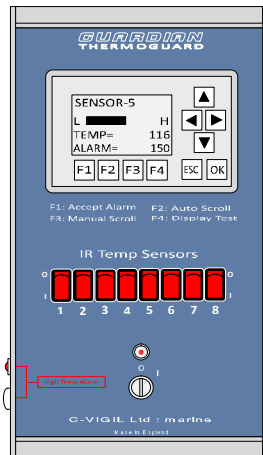 GUARDIAN
THERMOGUARD
SENSOR-5
L H
TEMP= 116
ALARM= 150
F1 F2 F3 F4 ESC OK
F1: Accept Alarm F2: Auto Scroll
F3: Manual Scroll F4: Display Test
IR Temp Sensors
O O
I I
1 2 3 4 5 6 7 8
O
I
High Temp Alarm
C-VIGIL Ltd : marine
Made in England